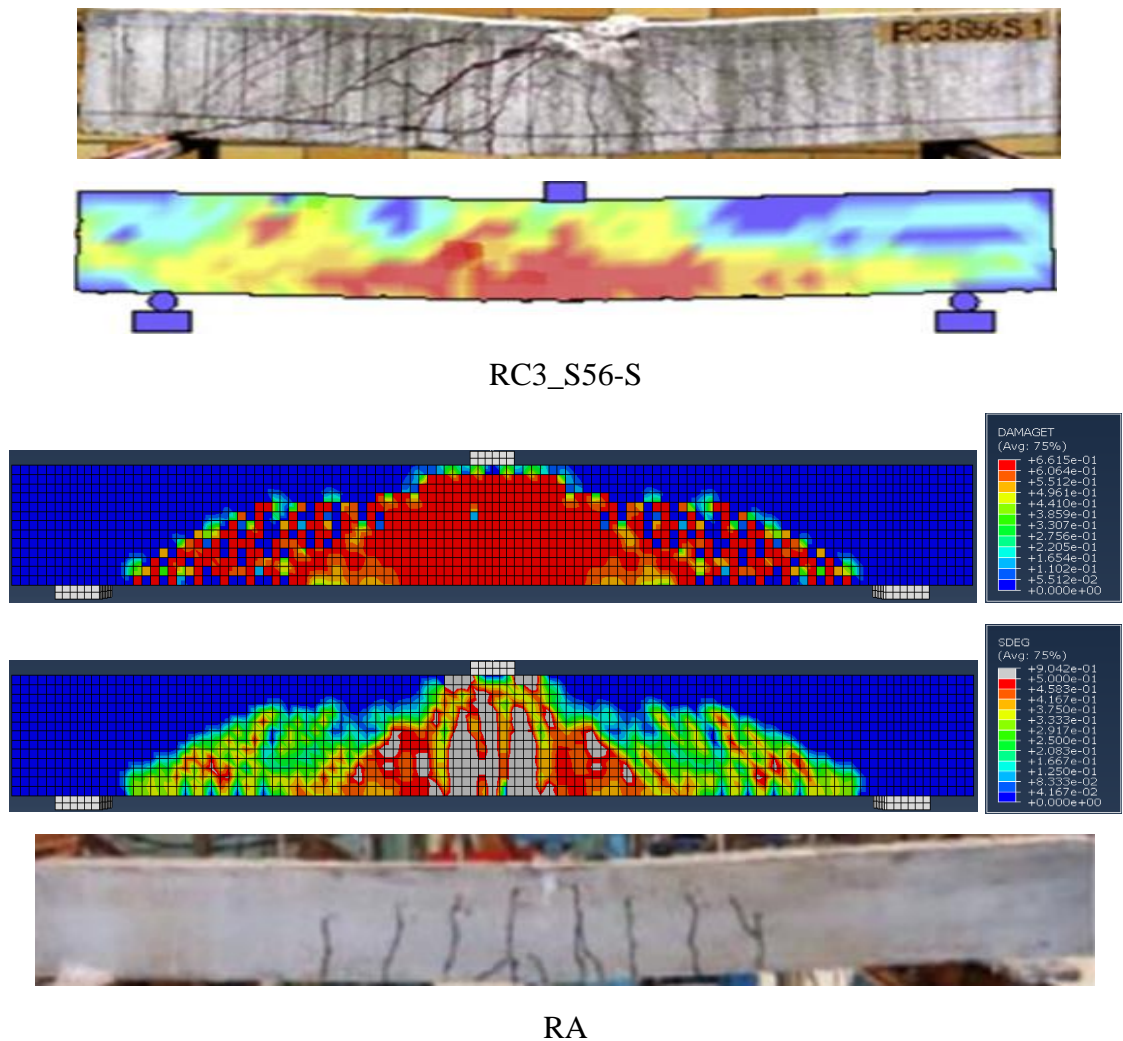 RC3S56S 1
RC3_S56-S
DAMAGET
(Avg: 75%)
+6.615e-01
+6.064e-01
+5.512e-01
+4.961e-01
+4.410e-01
+3.859e-01
+3.307e-01
+2.756e-01
+2.205e-01
+1.654e-01
+1.102e-01
+5.512e-02
+0.000e+00
SDEG
(Avg: 75%)
+9.042e-01
+5.000e-01
+4.583e-01
+4.167e-01
+3.750e-01
+3.333e-01
+2.917e-01
+2.500e-01
+2.083e-01
+1.667e-01
+1.250e-01
+8.333e-02
+4.167e-02
+0.000e+00
RA